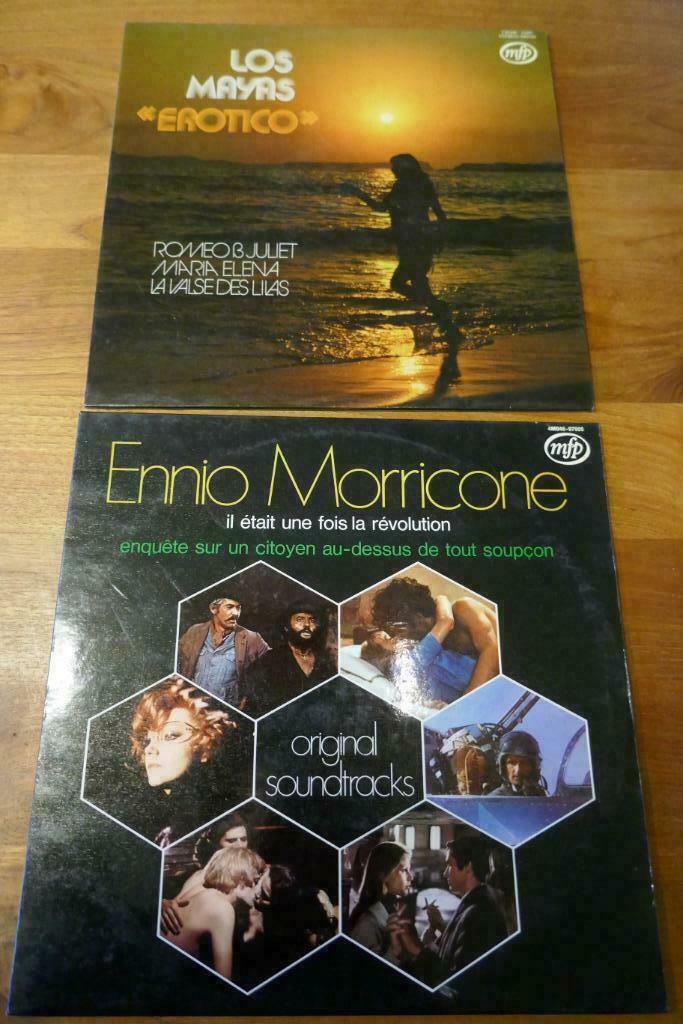 LOS
MAYAS
«EROTICO»
mfp
ROMEO & JULIET
MARIA ELENA
LA VALSE DES LILAS
mfp
Ennio Morricone
il était une fois la révolution
enquête sur un citoyen au-dessus de tout soupçon
original
soundtracks